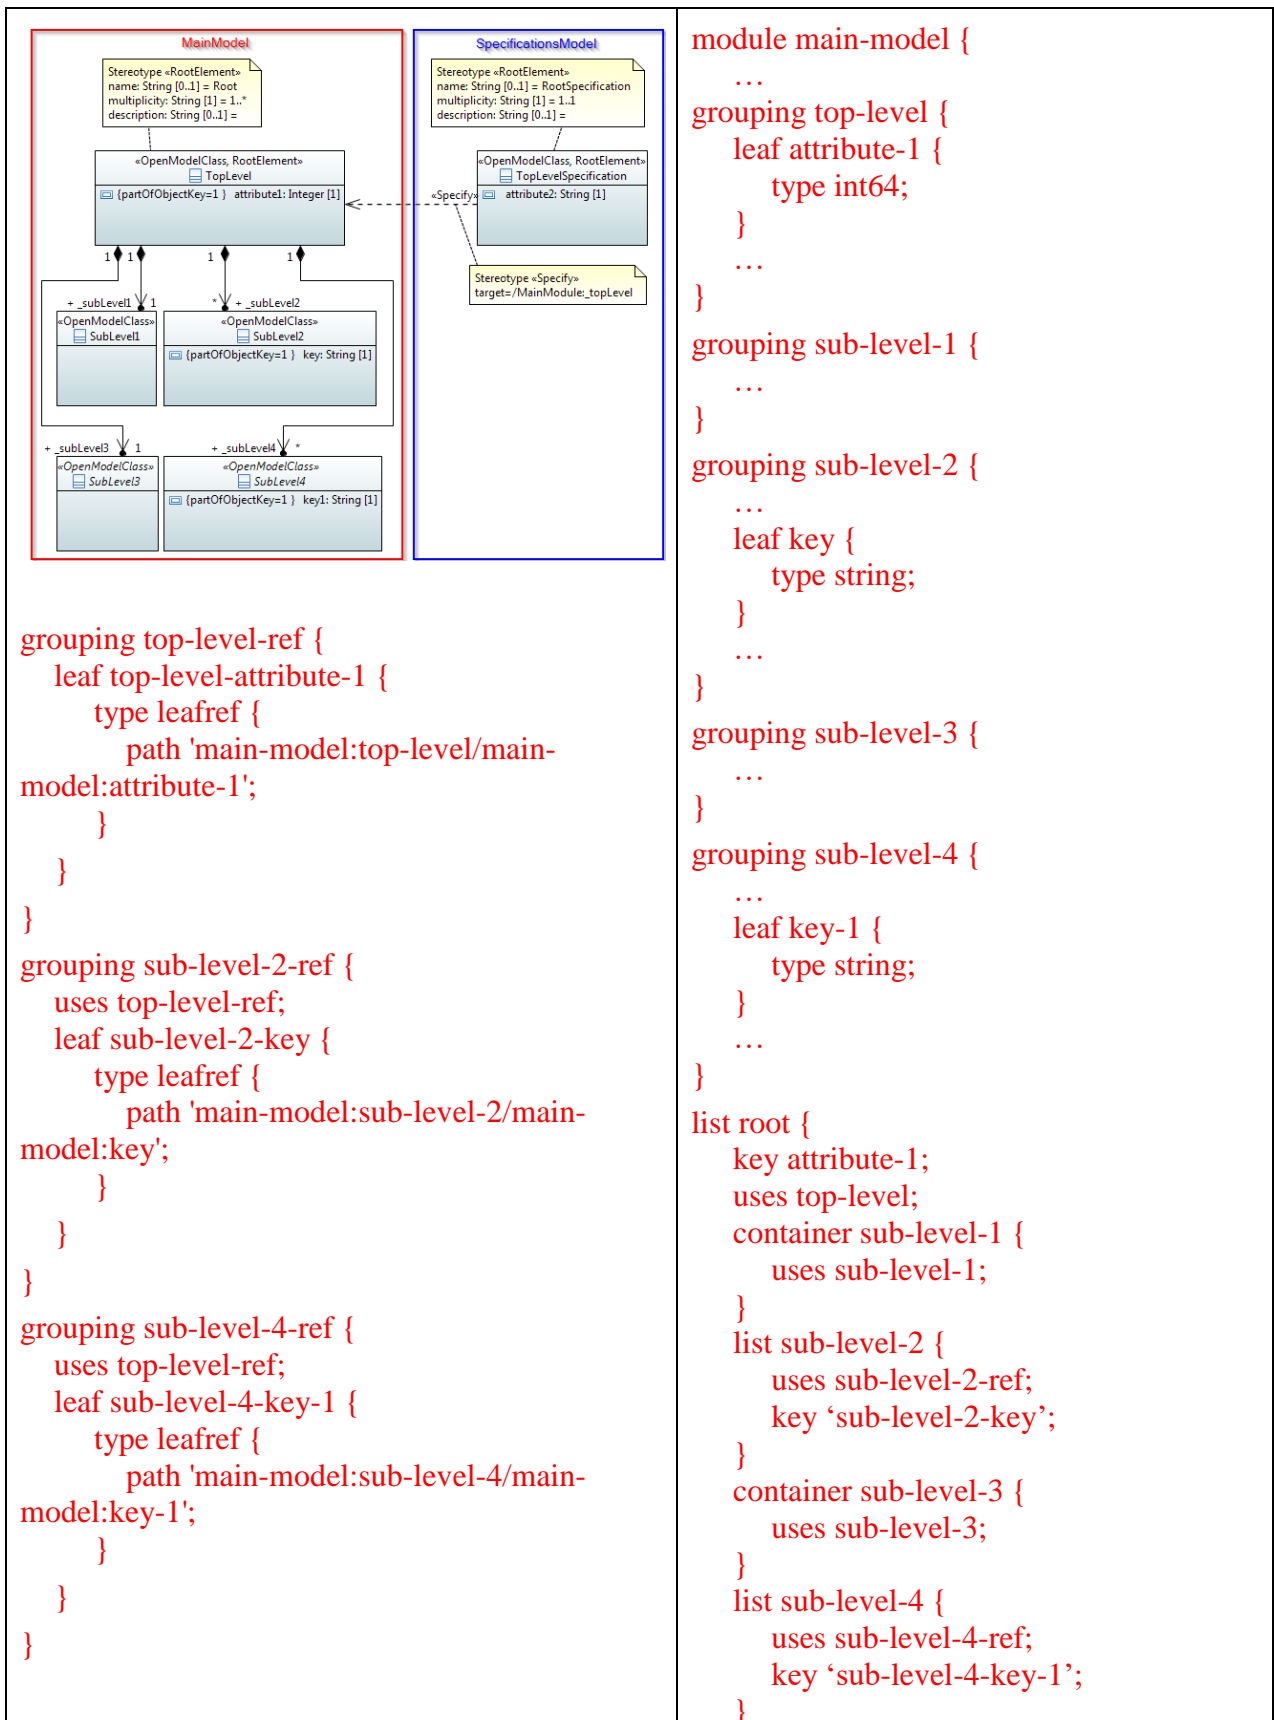 MainModel
Stereotype «RootElement»
name: String [0..1] = Root
multiplicity: String [1] = 1..*
description: String [0..1] =
«OpenModelClass, RootElement»
TopLevel
{partOfObjectKey=1 } attribute1: Integer [1]
1 1 1 1
+ _subLevel1 1
* + _subLevel2
«OpenModelClass»
SubLevel1
«OpenModelClass»
SubLevel2
{partOfObjectKey=1 } key: String [1]
+ _subLevel3 1
+ _subLevel4 *
«OpenModelClass»
SubLevel3
«OpenModelClass»
SubLevel4
{partOfObjectKey=1 } key1: String [1]
SpecificationsModel
Stereotype «RootElement»
name: String [0..1] = RootSpecification
multiplicity: String [1] = 1..1
description: String [0..1] =
«OpenModelClass, RootElement»
TopLevelSpecification
attribute2: String [1]
«Specify»
Stereotype «Specify»
target=/MainModule:_topLevel
grouping top-level-ref {
leaf top-level-attribute-1 {
type leafref {
path 'main-model:top-level/main-
model:attribute-1';
}
}
}
grouping sub-level-2-ref {
uses top-level-ref;
leaf sub-level-2-key {
type leafref {
path 'main-model:sub-level-2/main-
model:key';
}
}
}
grouping sub-level-4-ref {
uses top-level-ref;
leaf sub-level-4-key-1 {
type leafref {
path 'main-model:sub-level-4/main-
model:key-1';
}
}
}
module main-model {
…
grouping top-level {
leaf attribute-1 {
type int64;
}
…
}
grouping sub-level-1 {
…
}
grouping sub-level-2 {
…
leaf key {
type string;
}
…
}
grouping sub-level-3 {
…
}
grouping sub-level-4 {
…
leaf key-1 {
type string;
}
…
}
list root {
key attribute-1;
uses top-level;
container sub-level-1 {
uses sub-level-1;
}
list sub-level-2 {
uses sub-level-2-ref;
key ‘sub-level-2-key’;
}
container sub-level-3 {
uses sub-level-3;
}
list sub-level-4 {
uses sub-level-4-ref;
key ‘sub-level-4-key-1’;
}